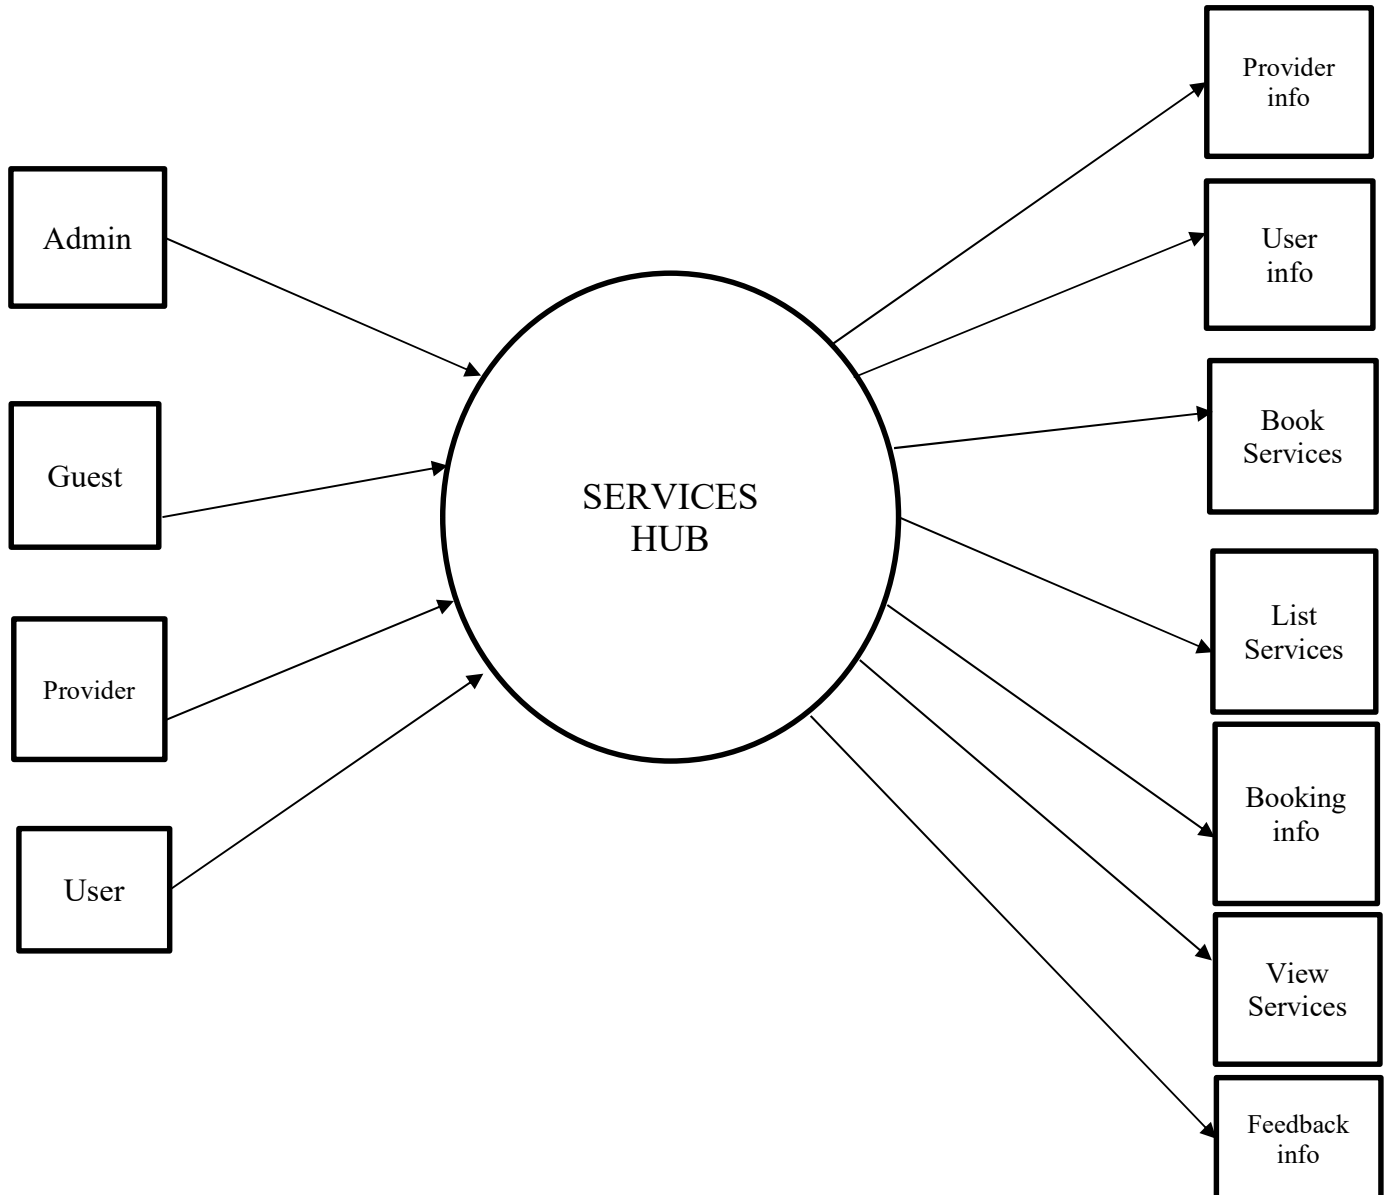 Admin
Guest
Provider
User
SERVICES
HUB
Provider
info
User
info
Book
Services
List
Services
Booking
info
View
Services
Feedback
info